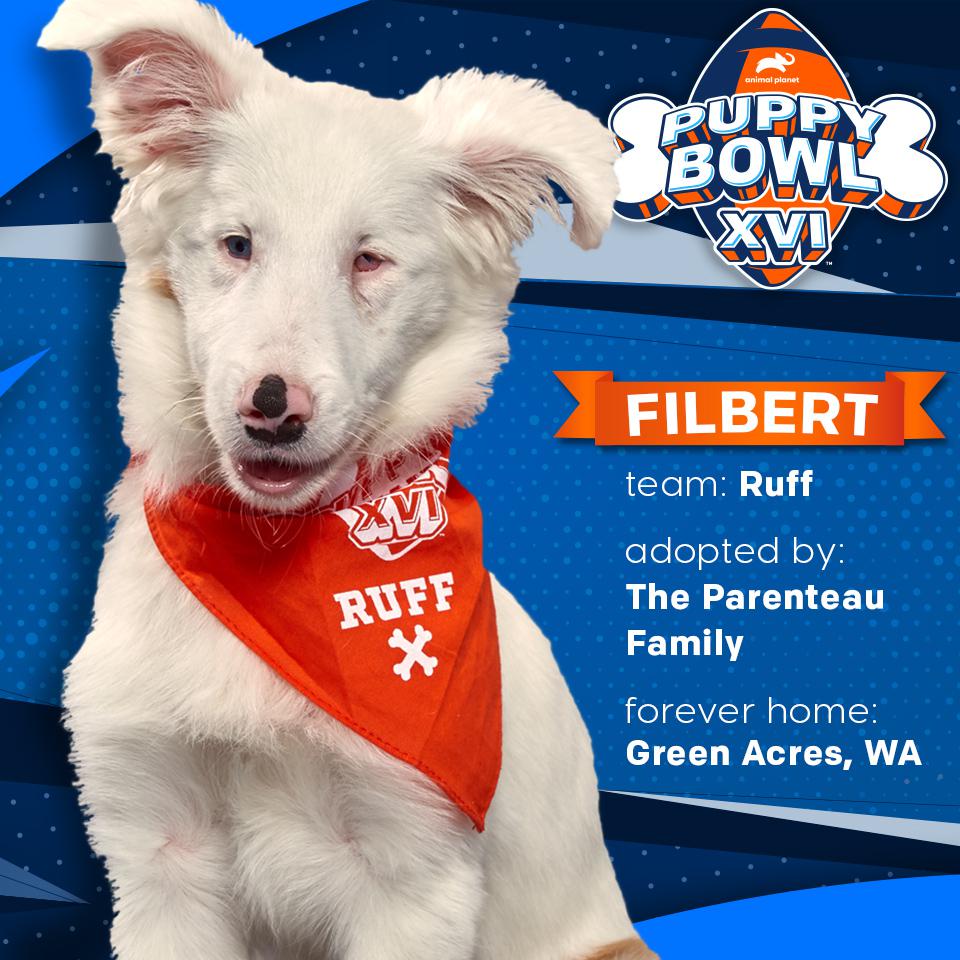 animal planet
PUPPY
BOWL
XVI
™
FILBERT
team: Ruff
adopted by:
The Parenteau
Family
forever home:
Green Acres, WA
XVI
RUFF